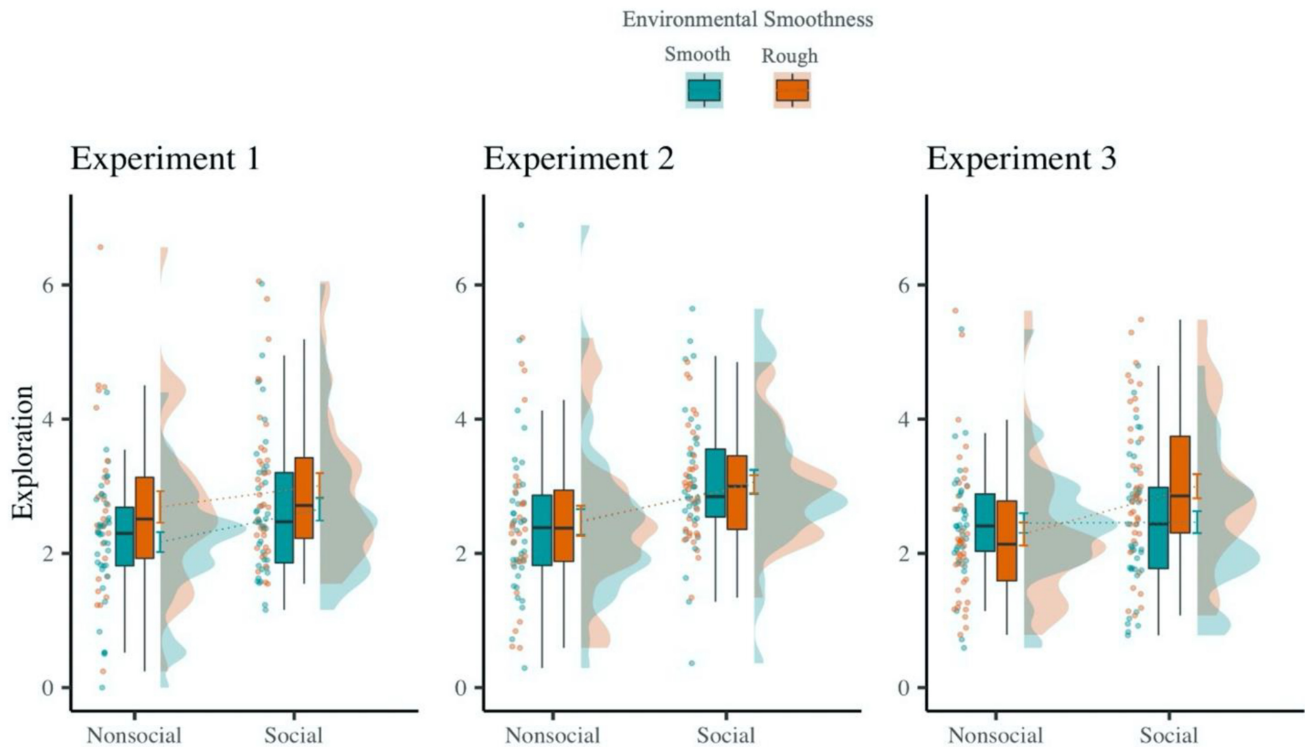 Environmental Smoothness
Smooth Rough
Experiment 1
Experiment 2
Experiment 3
Exploration
6
4
2
0
Nonsocial Social
6
4
2
0
Nonsocial Social
6
4
2
0
Nonsocial Social